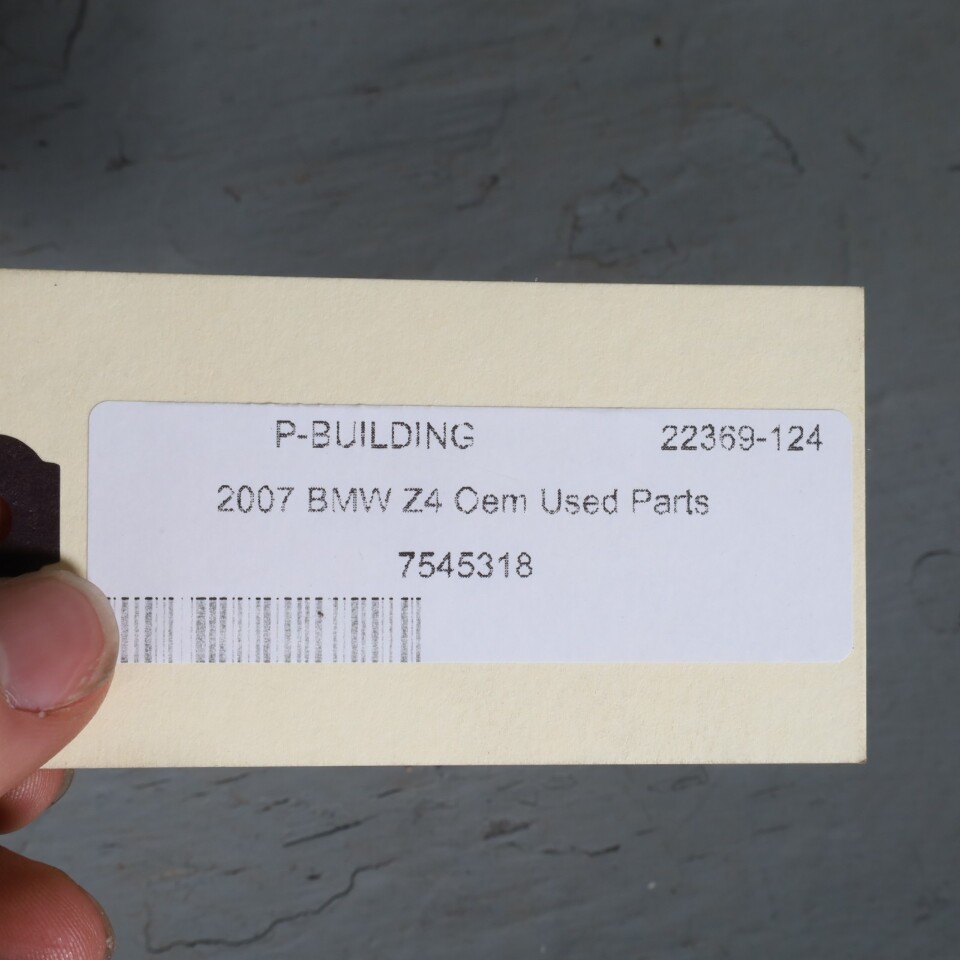 P-BUILDING 22369-124
2007 BMW Z4 Oem Used Parts
7545318